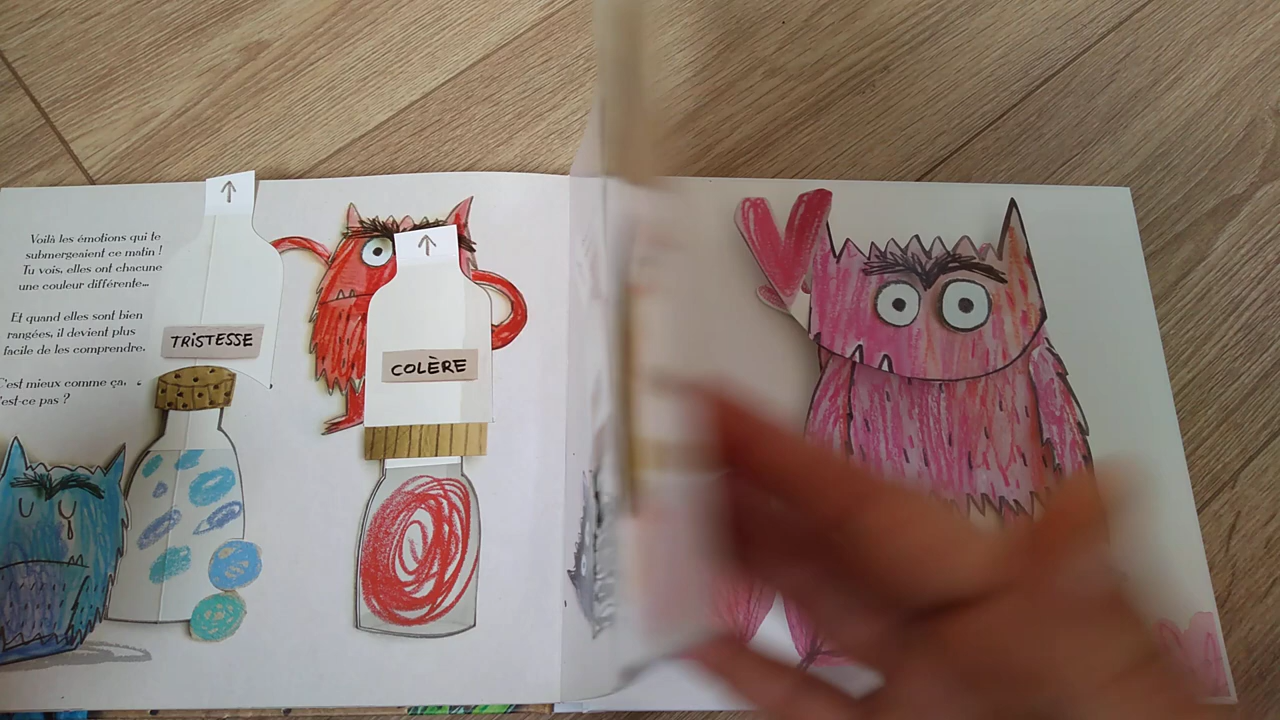 Voilà les émotions qui te
submergeaient ce matin !
Tu vois, elles ont chacune
une couleur différente...
Et quand elles sont bien
rangées, il devient plus
facile de les comprendre.
C'est mieux comme ça,
n'est-ce pas ?
TRISTESSE
COLÈRE